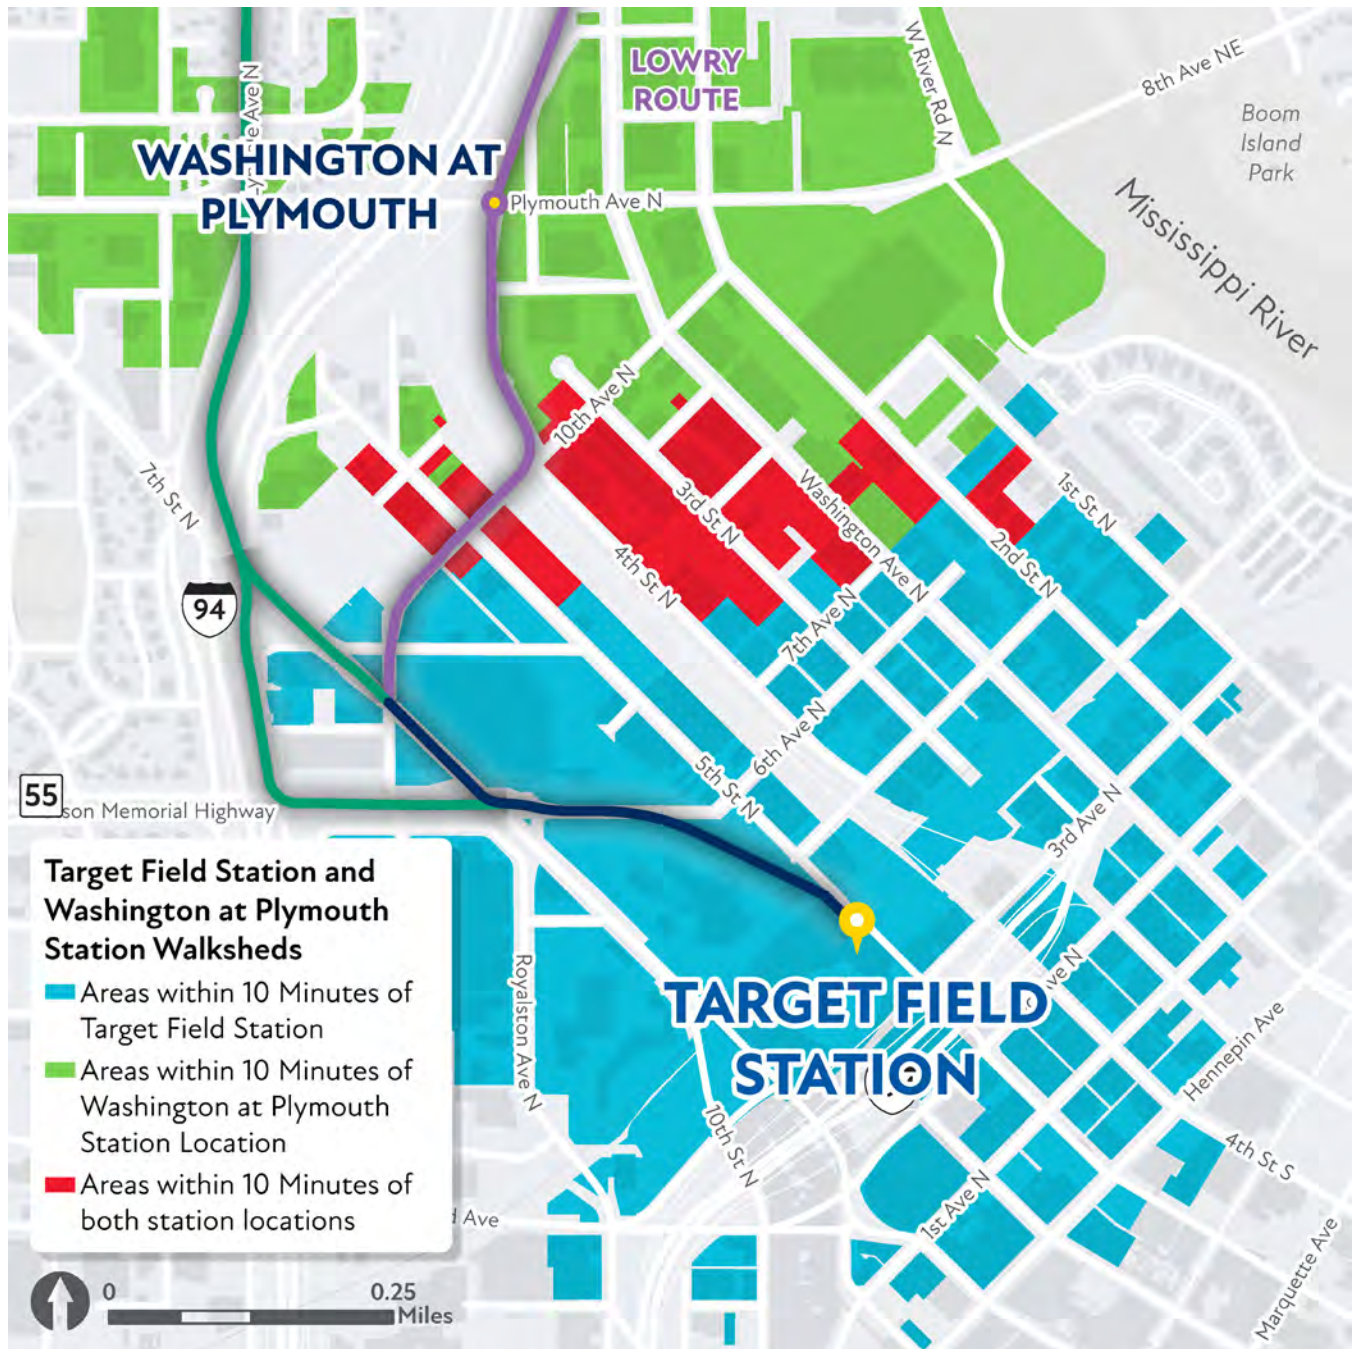 LOWRY
ROUTE
W River Rd N
8th Ave NE
Boom
Island
Park
Mississippi River
Ave N
WASHINGTON AT
PLYMOUTH
Plymouth Ave N
10th Ave N
7th St N
3rd St N
Washington Ave N
1st St N
2nd St N
4th St N
7th Ave N
94
6th Ave N
5th St N
3rd Ave N
55
son Memorial Highway
TARGET FIELD
STATION
ve N
Royalston Ave N
10th St N
Hennepin Ave
4th St S
1st Ave N
Marquette Ave
Ave
Target Field Station and
Washington at Plymouth
Station Walksheds
Areas within 10 Minutes of
Target Field Station
Areas within 10 Minutes of
Washington at Plymouth
Station Location
Areas within 10 Minutes of
both station locations
0 0.25
Miles